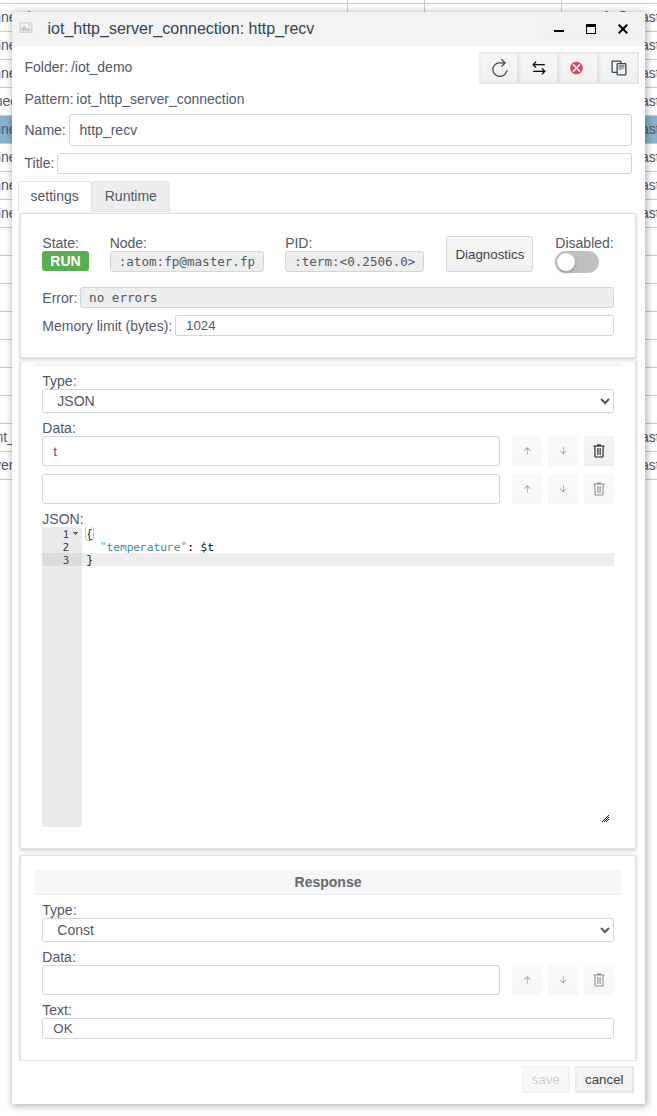 iot_http_server_connection: http_recv
Folder: /iot_demo
Pattern: iot_http_server_connection
Name: http_recv
Title:
settings Runtime
State: Node: PID: Disabled:
RUN :atom:fp@master.fp :term:<0.2506.0> Diagnostics
Error: no errors
Memory limit (bytes): 1024
Type:
JSON
Data:
t
JSON:
1 {
2 "temperature": $t
3 }
Response
Type:
Const
Data:
Text:
OK
save cancel